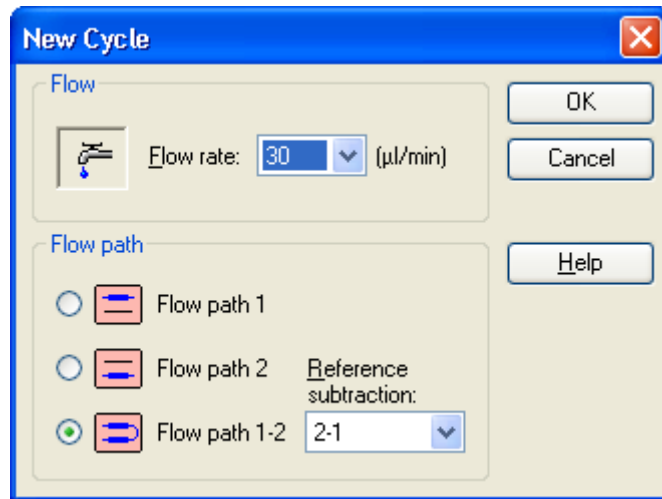 New Cycle
Flow
Flow rate: 30 (µl/min)
OK
Cancel
Flow path
Help
Flow path 1
Flow path 2
Reference
subtraction:
Flow path 1-2
2-1